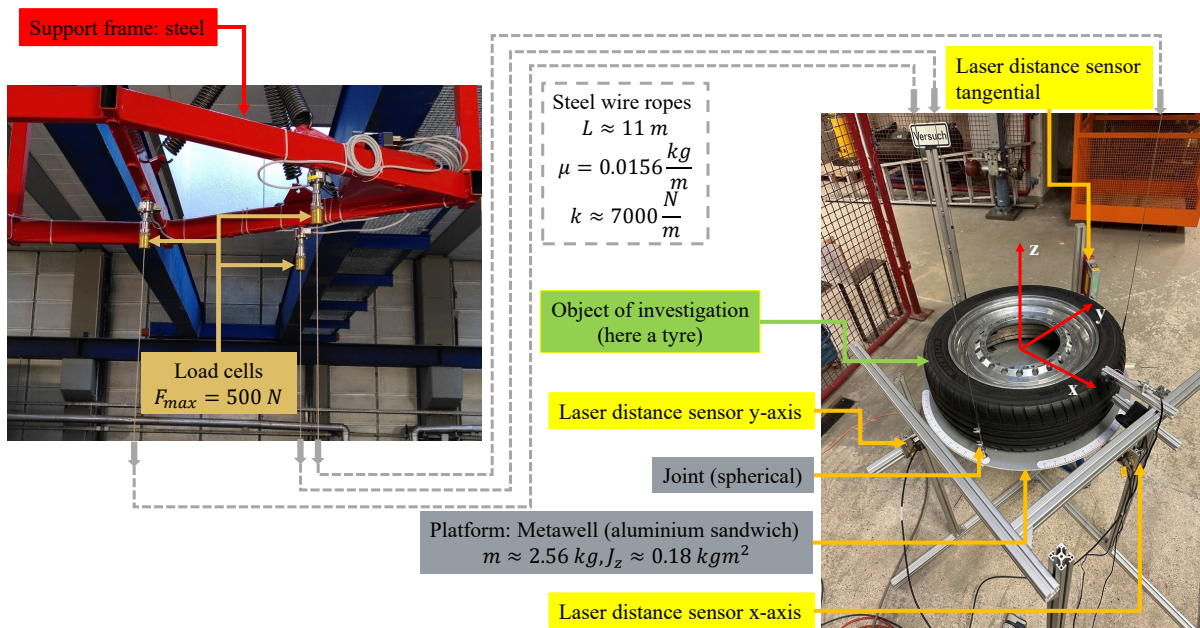 Support frame: steel
Laser distance sensor
tangential
Steel wire ropes
L ≈ 11 m
μ = 0.0156 kg/m
k ≈ 7000 N/m
Versuch
z
y
x
Object of investigation
(here a tyre)
Load cells
F_max = 500 N
Laser distance sensor y-axis
Joint (spherical)
Platform: Metawell (aluminium sandwich)
m ≈ 2.56 kg, J_z ≈ 0.18 kgm²
Laser distance sensor x-axis